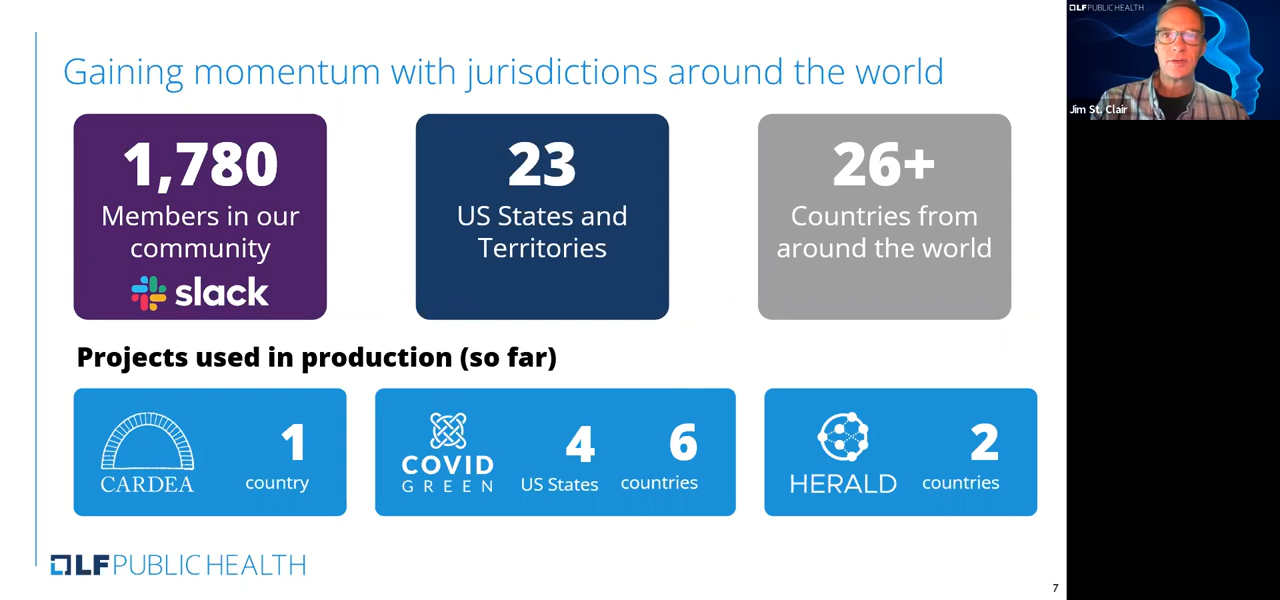 Gaining momentum with jurisdictions around the world
1,780
Members in our
community
slack
23
US States and
Territories
26+
Countries from
around the world
Projects used in production (so far)
CARDEA
1
country
COVID
GREEN
4
US States
6
countries
HERALD
2
countries
LF PUBLIC HEALTH
7
LF PUBLIC HEALTH
Jim St. Clair